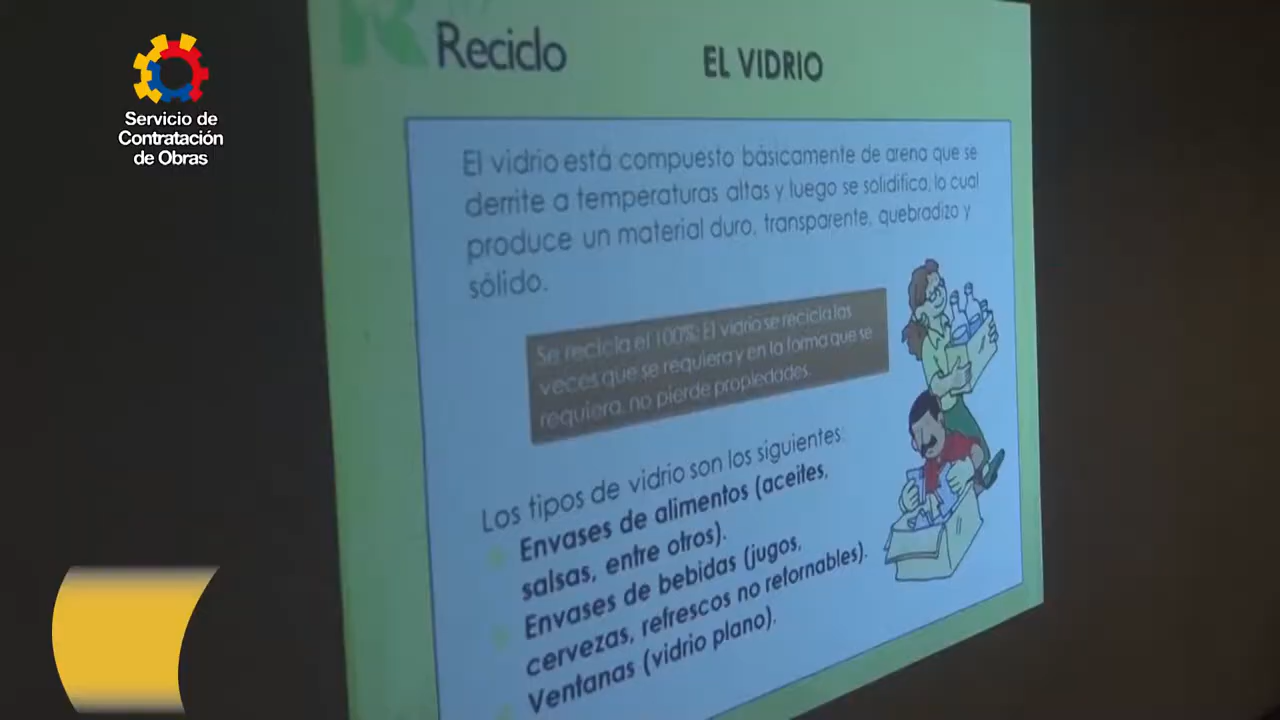 Servicio de
Contratación
de Obras
Reciclo
EL VIDRIO
El vidrio está compuesto básicamente de arena que se
derrite a temperaturas altas y luego se solidifica, lo cual
produce un material duro, transparente, quebradizo y
sólido.
Se recicla el 100%: El vidrio se recicla las
veces que se requiera y en la forma que se
requiera, no pierde propiedades.
Los tipos de vidrio son los siguientes:
Envases de alimentos (aceites,
salsas, entre otros).
Envases de bebidas (jugos,
cervezas, refrescos no retornables).
Ventanas (vidrio plano).